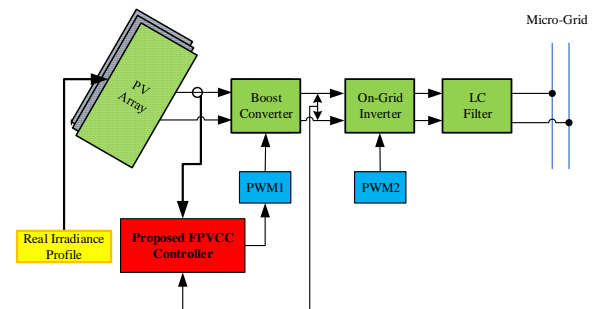 Micro-Grid
PV
Array
Boost
Converter
On-Grid
Inverter
LC
Filter
PWM1
PWM2
Real Irradiance
Profile
Proposed FPVCC
Controller